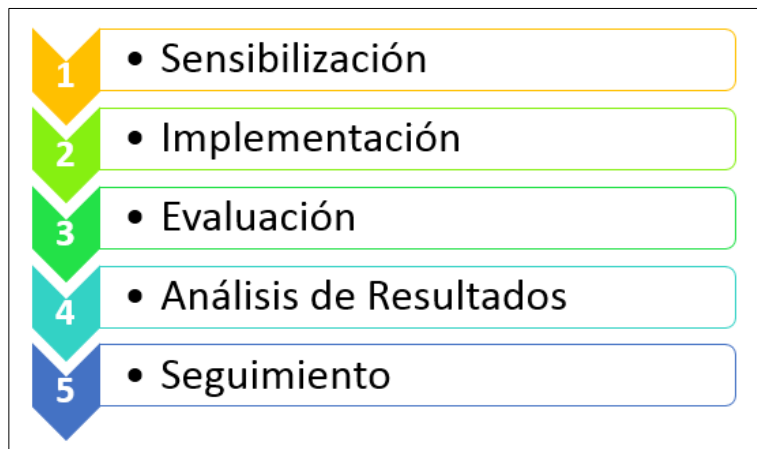 1 • Sensibilización
2 • Implementación
3 • Evaluación
4 • Análisis de Resultados
5 • Seguimiento